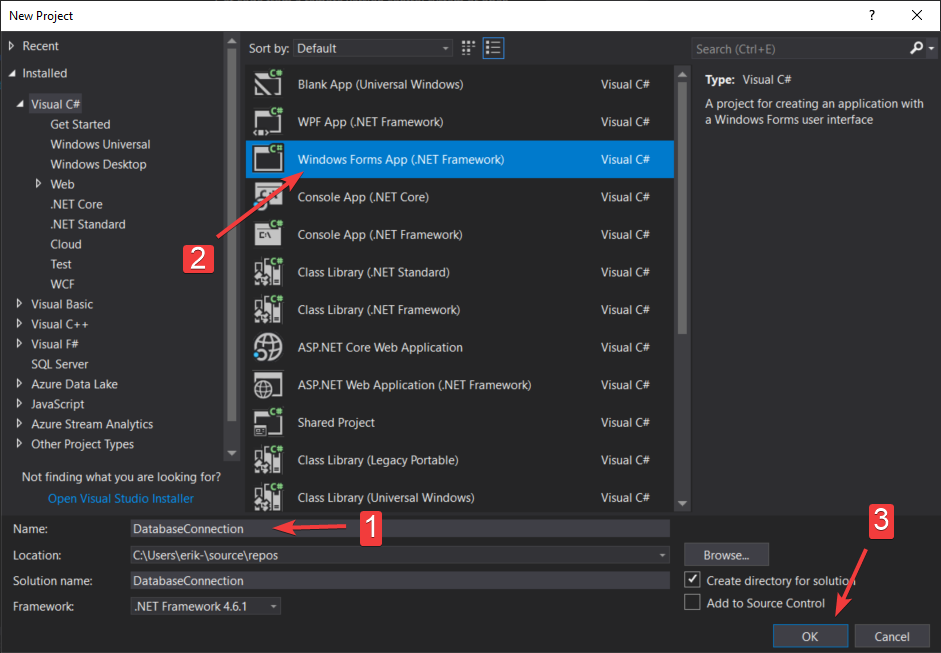 New Project
?
Recent
Installed
Visual C#
Get Started
Windows Universal
Windows Desktop
Web
.NET Core
.NET Standard
Cloud
Test
WCF
Visual Basic
Visual C++
Visual F#
SQL Server
Azure Data Lake
JavaScript
Azure Stream Analytics
Other Project Types
Not finding what you are looking for?
Open Visual Studio Installer
Sort by: Default
Blank App (Universal Windows) Visual C#
WPF App (.NET Framework) Visual C#
Windows Forms App (.NET Framework) Visual C#
Console App (.NET Core) Visual C#
Console App (.NET Framework) Visual C#
Class Library (.NET Standard) Visual C#
Class Library (.NET Framework) Visual C#
ASP.NET Core Web Application Visual C#
ASP.NET Web Application (.NET Framework) Visual C#
Shared Project Visual C#
Class Library (Legacy Portable) Visual C#
Class Library (Universal Windows) Visual C#
2
Search (Ctrl+E)
Type: Visual C#
A project for creating an application with
a Windows Forms user interface
Name: DatabaseConnection
1
Location: C:\Users\erik-\source\repos
Browse...
Solution name: DatabaseConnection
Create directory for solution
Framework: .NET Framework 4.6.1
Add to Source Control
3
OK
Cancel